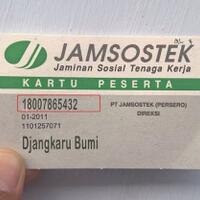 JAMSOSTEK
Jaminan Sosial Tenaga Kerja
KARTU PESERTA
18007865432
PT JAMSOSTEK (PERSERO)
DIREKSI
01-2011
1101257071
Djangkaru Bumi